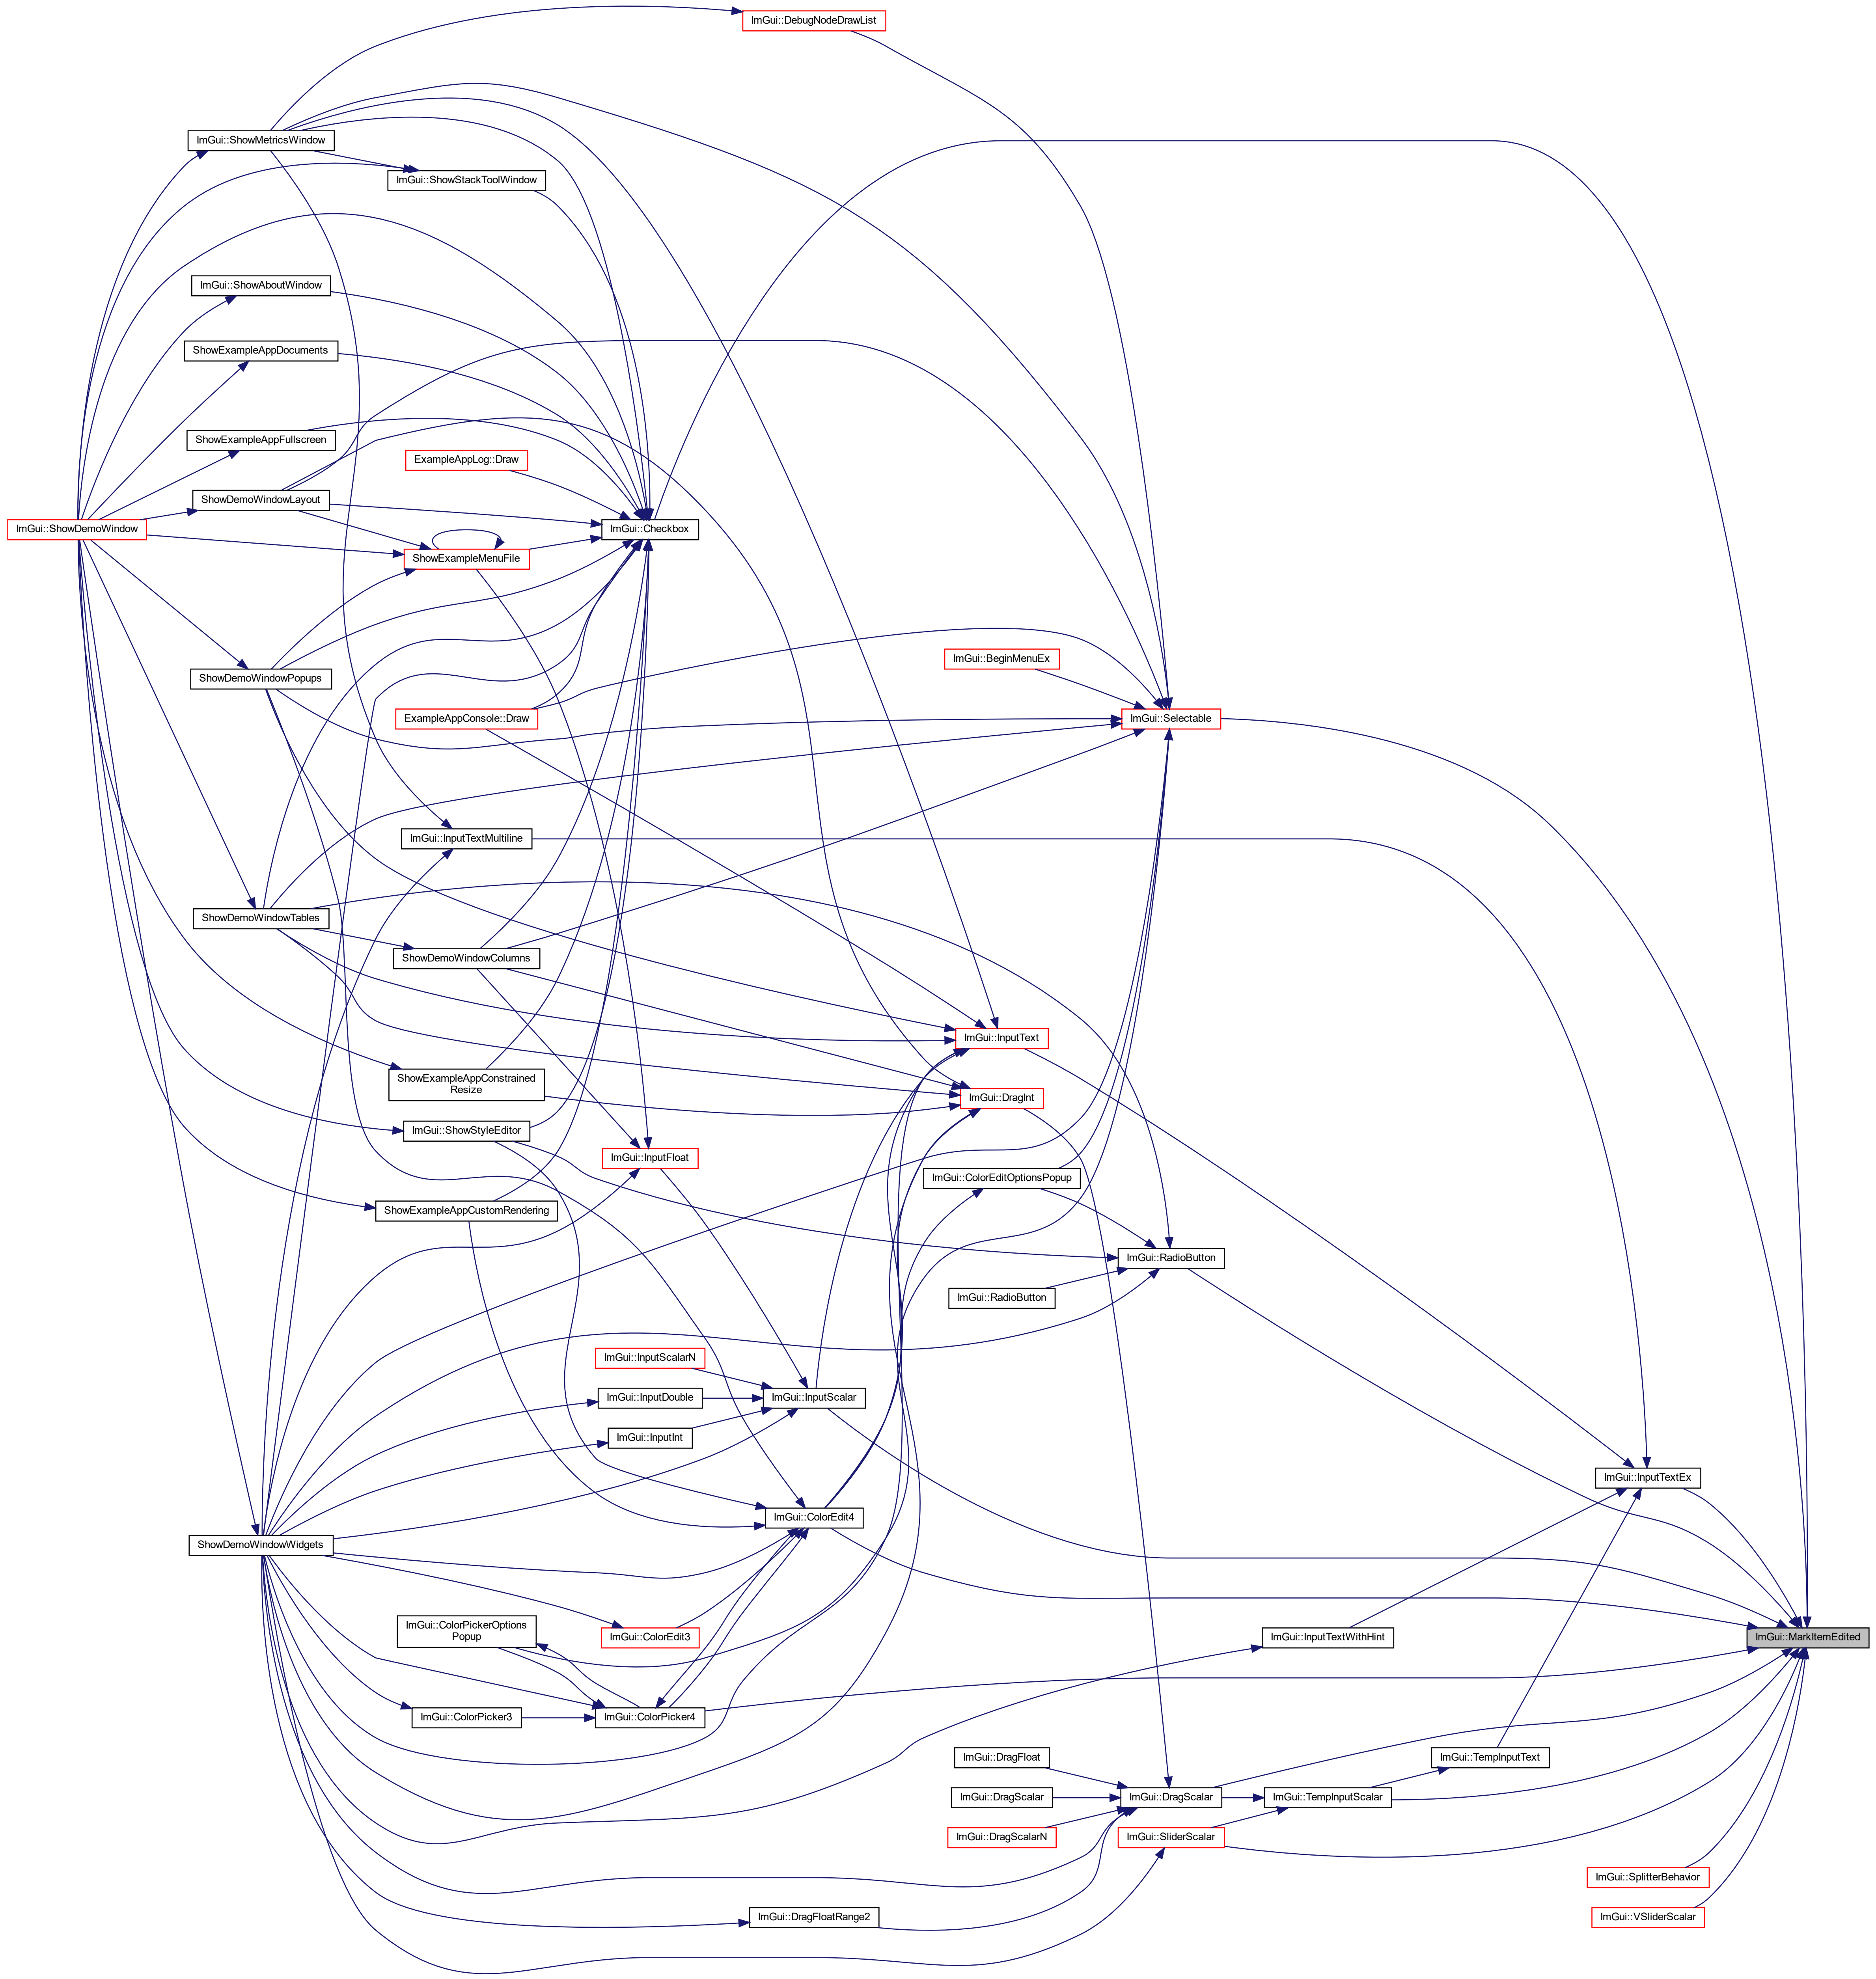 ImGui::DebugNodeDrawList
ImGui::ShowMetricsWindow
ImGui::ShowStackToolWindow
ImGui::ShowAboutWindow
ShowExampleAppDocuments
ShowExampleAppFullscreen
ExampleAppLog::Draw
ShowDemoWindowLayout
ImGui::ShowDemoWindow
ImGui::Checkbox
ShowExampleMenuFile
ImGui::BeginMenuEx
ShowDemoWindowPopups
ExampleAppConsole::Draw
ImGui::Selectable
ImGui::InputTextMultiline
ShowDemoWindowTables
ShowDemoWindowColumns
ImGui::InputText
ShowExampleAppConstrained
Resize
ImGui::DragInt
ImGui::ShowStyleEditor
ImGui::InputFloat
ImGui::ColorEditOptionsPopup
ShowExampleAppCustomRendering
ImGui::RadioButton
ImGui::RadioButton
ImGui::InputScalarN
ImGui::InputDouble
ImGui::InputScalar
ImGui::InputInt
ImGui::InputTextEx
ImGui::ColorEdit4
ShowDemoWindowWidgets
ImGui::ColorPickerOptions
Popup
ImGui::ColorEdit3
ImGui::InputTextWithHint
ImGui::MarkItemEdited
ImGui::ColorPicker3
ImGui::ColorPicker4
ImGui::DragFloat
ImGui::TempInputText
ImGui::DragScalar
ImGui::DragScalar
ImGui::TempInputScalar
ImGui::DragScalarN
ImGui::SliderScalar
ImGui::SplitterBehavior
ImGui::DragFloatRange2
ImGui::VSliderScalar